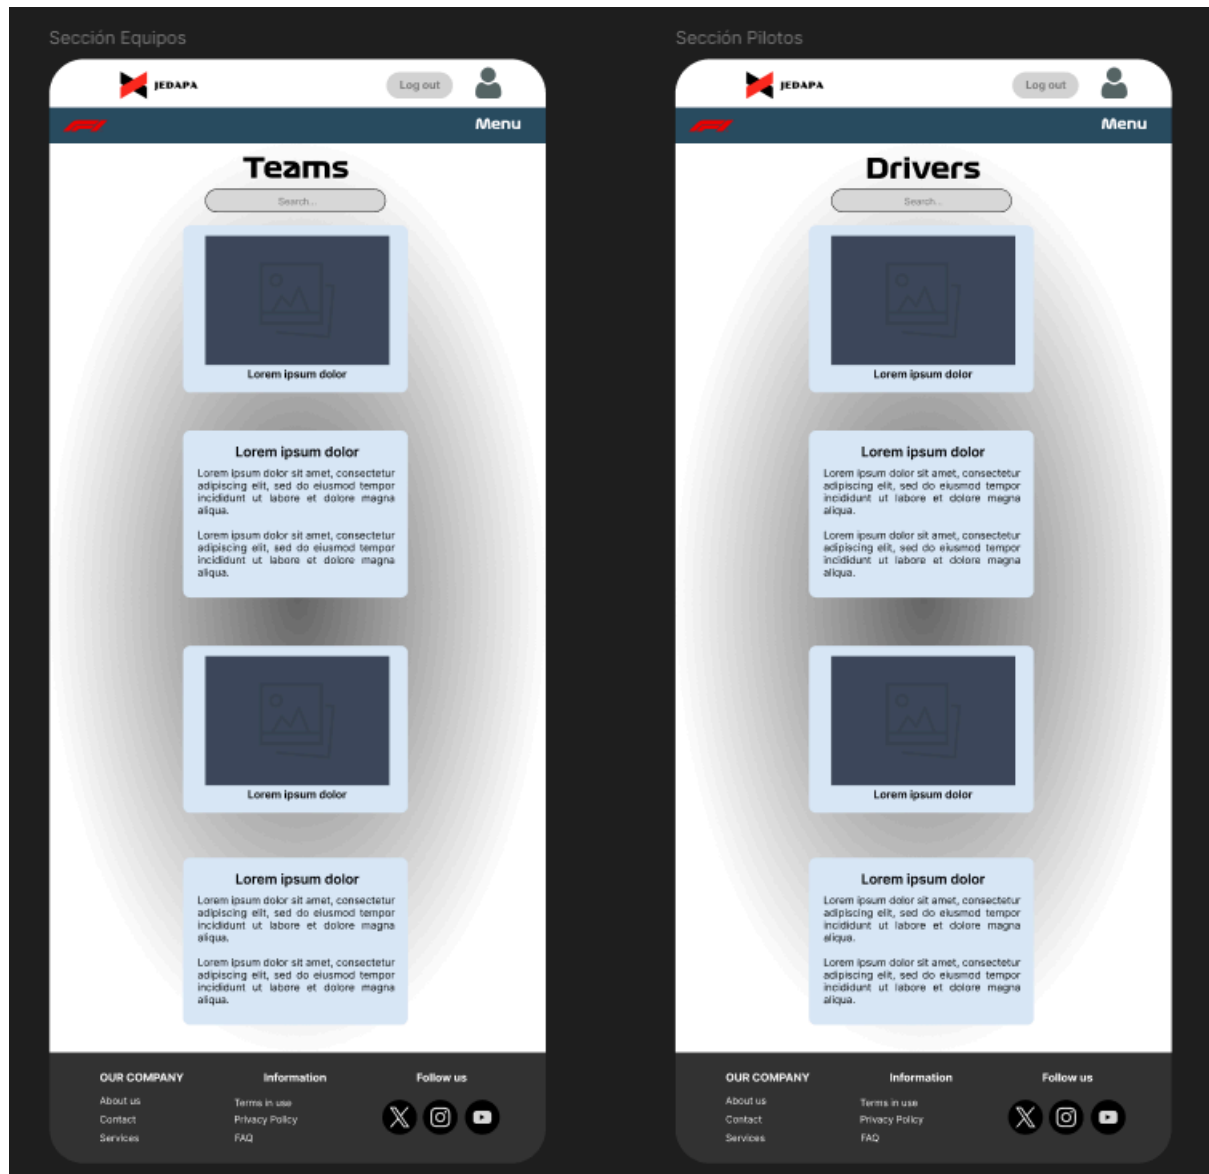 Sección Equipos
JEDAPA
Log out
Menu
Teams
Search...
Lorem ipsum dolor
Lorem ipsum dolor
Lorem ipsum dolor sit amet, consectetur
adipiscing elit, sed do eiusmod tempor
incididunt ut labore et dolore magna
aliqua.
Lorem ipsum dolor sit amet, consectetur
adipiscing elit, sed do eiusmod tempor
incididunt ut labore et dolore magna
aliqua.
Lorem ipsum dolor
Lorem ipsum dolor
Lorem ipsum dolor sit amet, consectetur
adipiscing elit, sed do eiusmod tempor
incididunt ut labore et dolore magna
aliqua.
Lorem ipsum dolor sit amet, consectetur
adipiscing elit, sed do eiusmod tempor
incididunt ut labore et dolore magna
aliqua.
OUR COMPANY
About us
Contact
Services
Information
Terms in use
Privacy Policy
FAQ
Follow us
Sección Pilotos
JEDAPA
Log out
Menu
Drivers
Search...
Lorem ipsum dolor
Lorem ipsum dolor
Lorem ipsum dolor sit amet, consectetur
adipiscing elit, sed do eiusmod tempor
incididunt ut labore et dolore magna
aliqua.
Lorem ipsum dolor sit amet, consectetur
adipiscing elit, sed do eiusmod tempor
incididunt ut labore et dolore magna
aliqua.
Lorem ipsum dolor
Lorem ipsum dolor
Lorem ipsum dolor sit amet, consectetur
adipiscing elit, sed do eiusmod tempor
incididunt ut labore et dolore magna
aliqua.
Lorem ipsum dolor sit amet, consectetur
adipiscing elit, sed do eiusmod tempor
incididunt ut labore et dolore magna
aliqua.
OUR COMPANY
About us
Contact
Services
Information
Terms in use
Privacy Policy
FAQ
Follow us